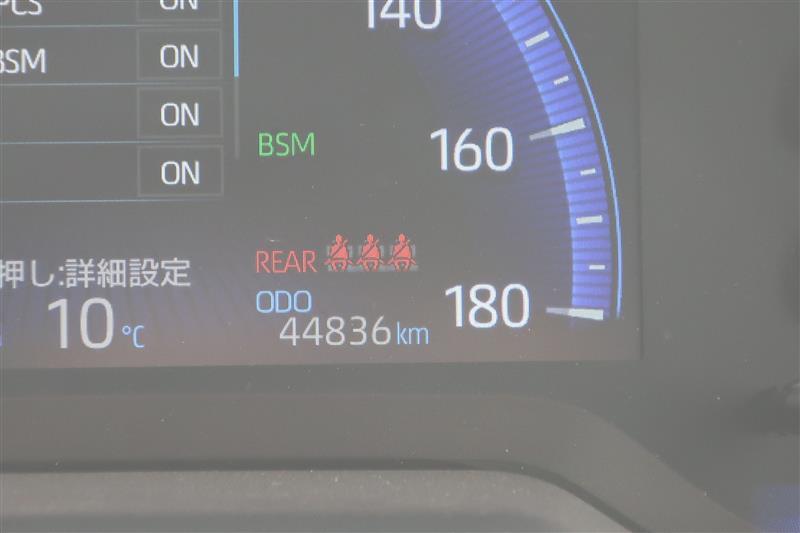 PCS ON
BSM ON
ON
ON
押し:詳細設定
10°C
140
160
180
BSM
REAR
ODO
44836km